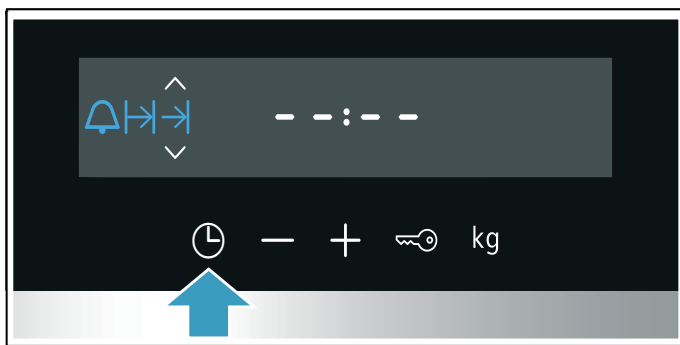 – –:– –
kg